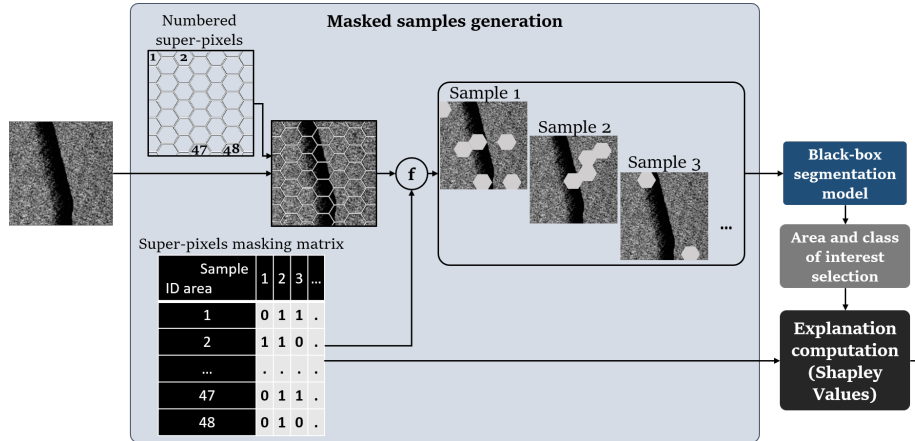 Masked samples generation
Numbered
super-pixels
1 2
47 48
f
Sample 1
Sample 2
Sample 3
...
Black-box
segmentation
model
Area and class
of interest
selection
Explanation
computation
(Shapley
Values)
Super-pixels masking matrix
Sample
ID area
1 2 3 ...
1 0 1 1 .
2 1 1 0 .
... . . . .
47 0 1 1 .
48 0 1 0 .